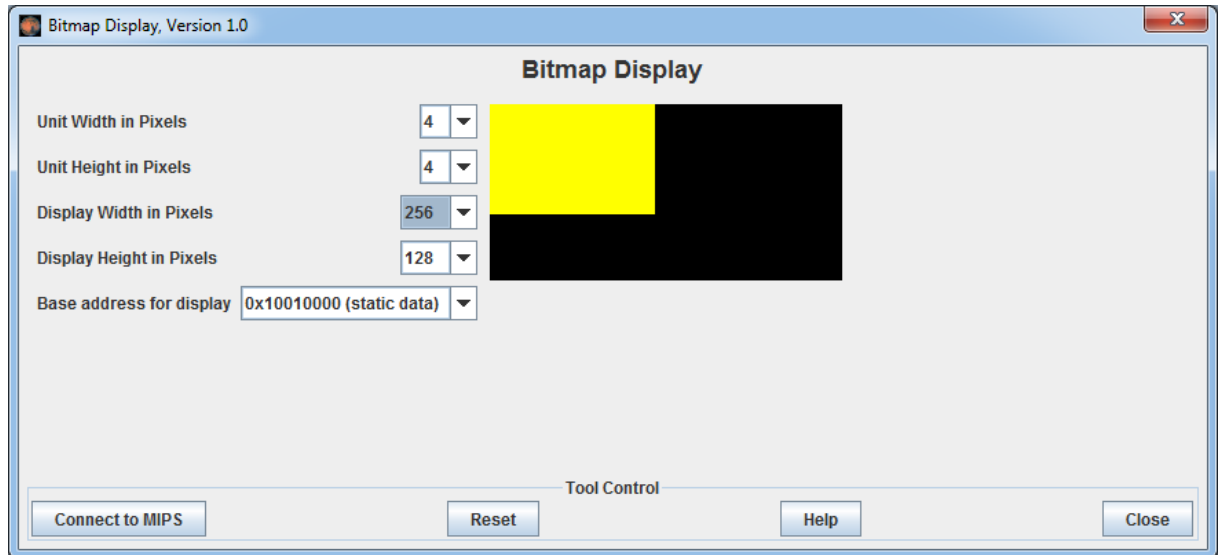 Bitmap Display, Version 1.0
X
Bitmap Display
Unit Width in Pixels 4
Unit Height in Pixels 4
Display Width in Pixels 256
Display Height in Pixels 128
Base address for display 0x10010000 (static data)
Tool Control
Connect to MIPS Reset Help Close